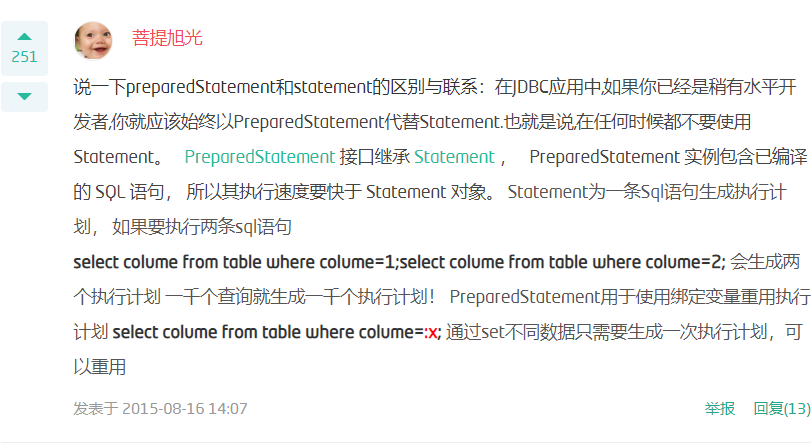 菩提旭光
251
说一下preparedStatement和statement的区别与联系：在JDBC应用中,如果你已经是稍有水平开
发者,你就应该始终以PreparedStatement代替Statement.也就是说,在任何时候都不要使用
Statement。 PreparedStatement 接口继承 Statement ， PreparedStatement 实例包含已编译
的 SQL 语句， 所以其执行速度要快于 Statement 对象。 Statement为一条Sql语句生成执行计
划， 如果要执行两条sql语句
select colume from table where colume=1;select colume from table where colume=2; 会生成两
个执行计划 一千个查询就生成一千个执行计划！ PreparedStatement用于使用绑定变量重用执行
计划 select colume from table where colume=:x; 通过set不同数据只需要生成一次执行计划，可
以重用
发表于 2015-08-16 14:07 举报 回复(13)